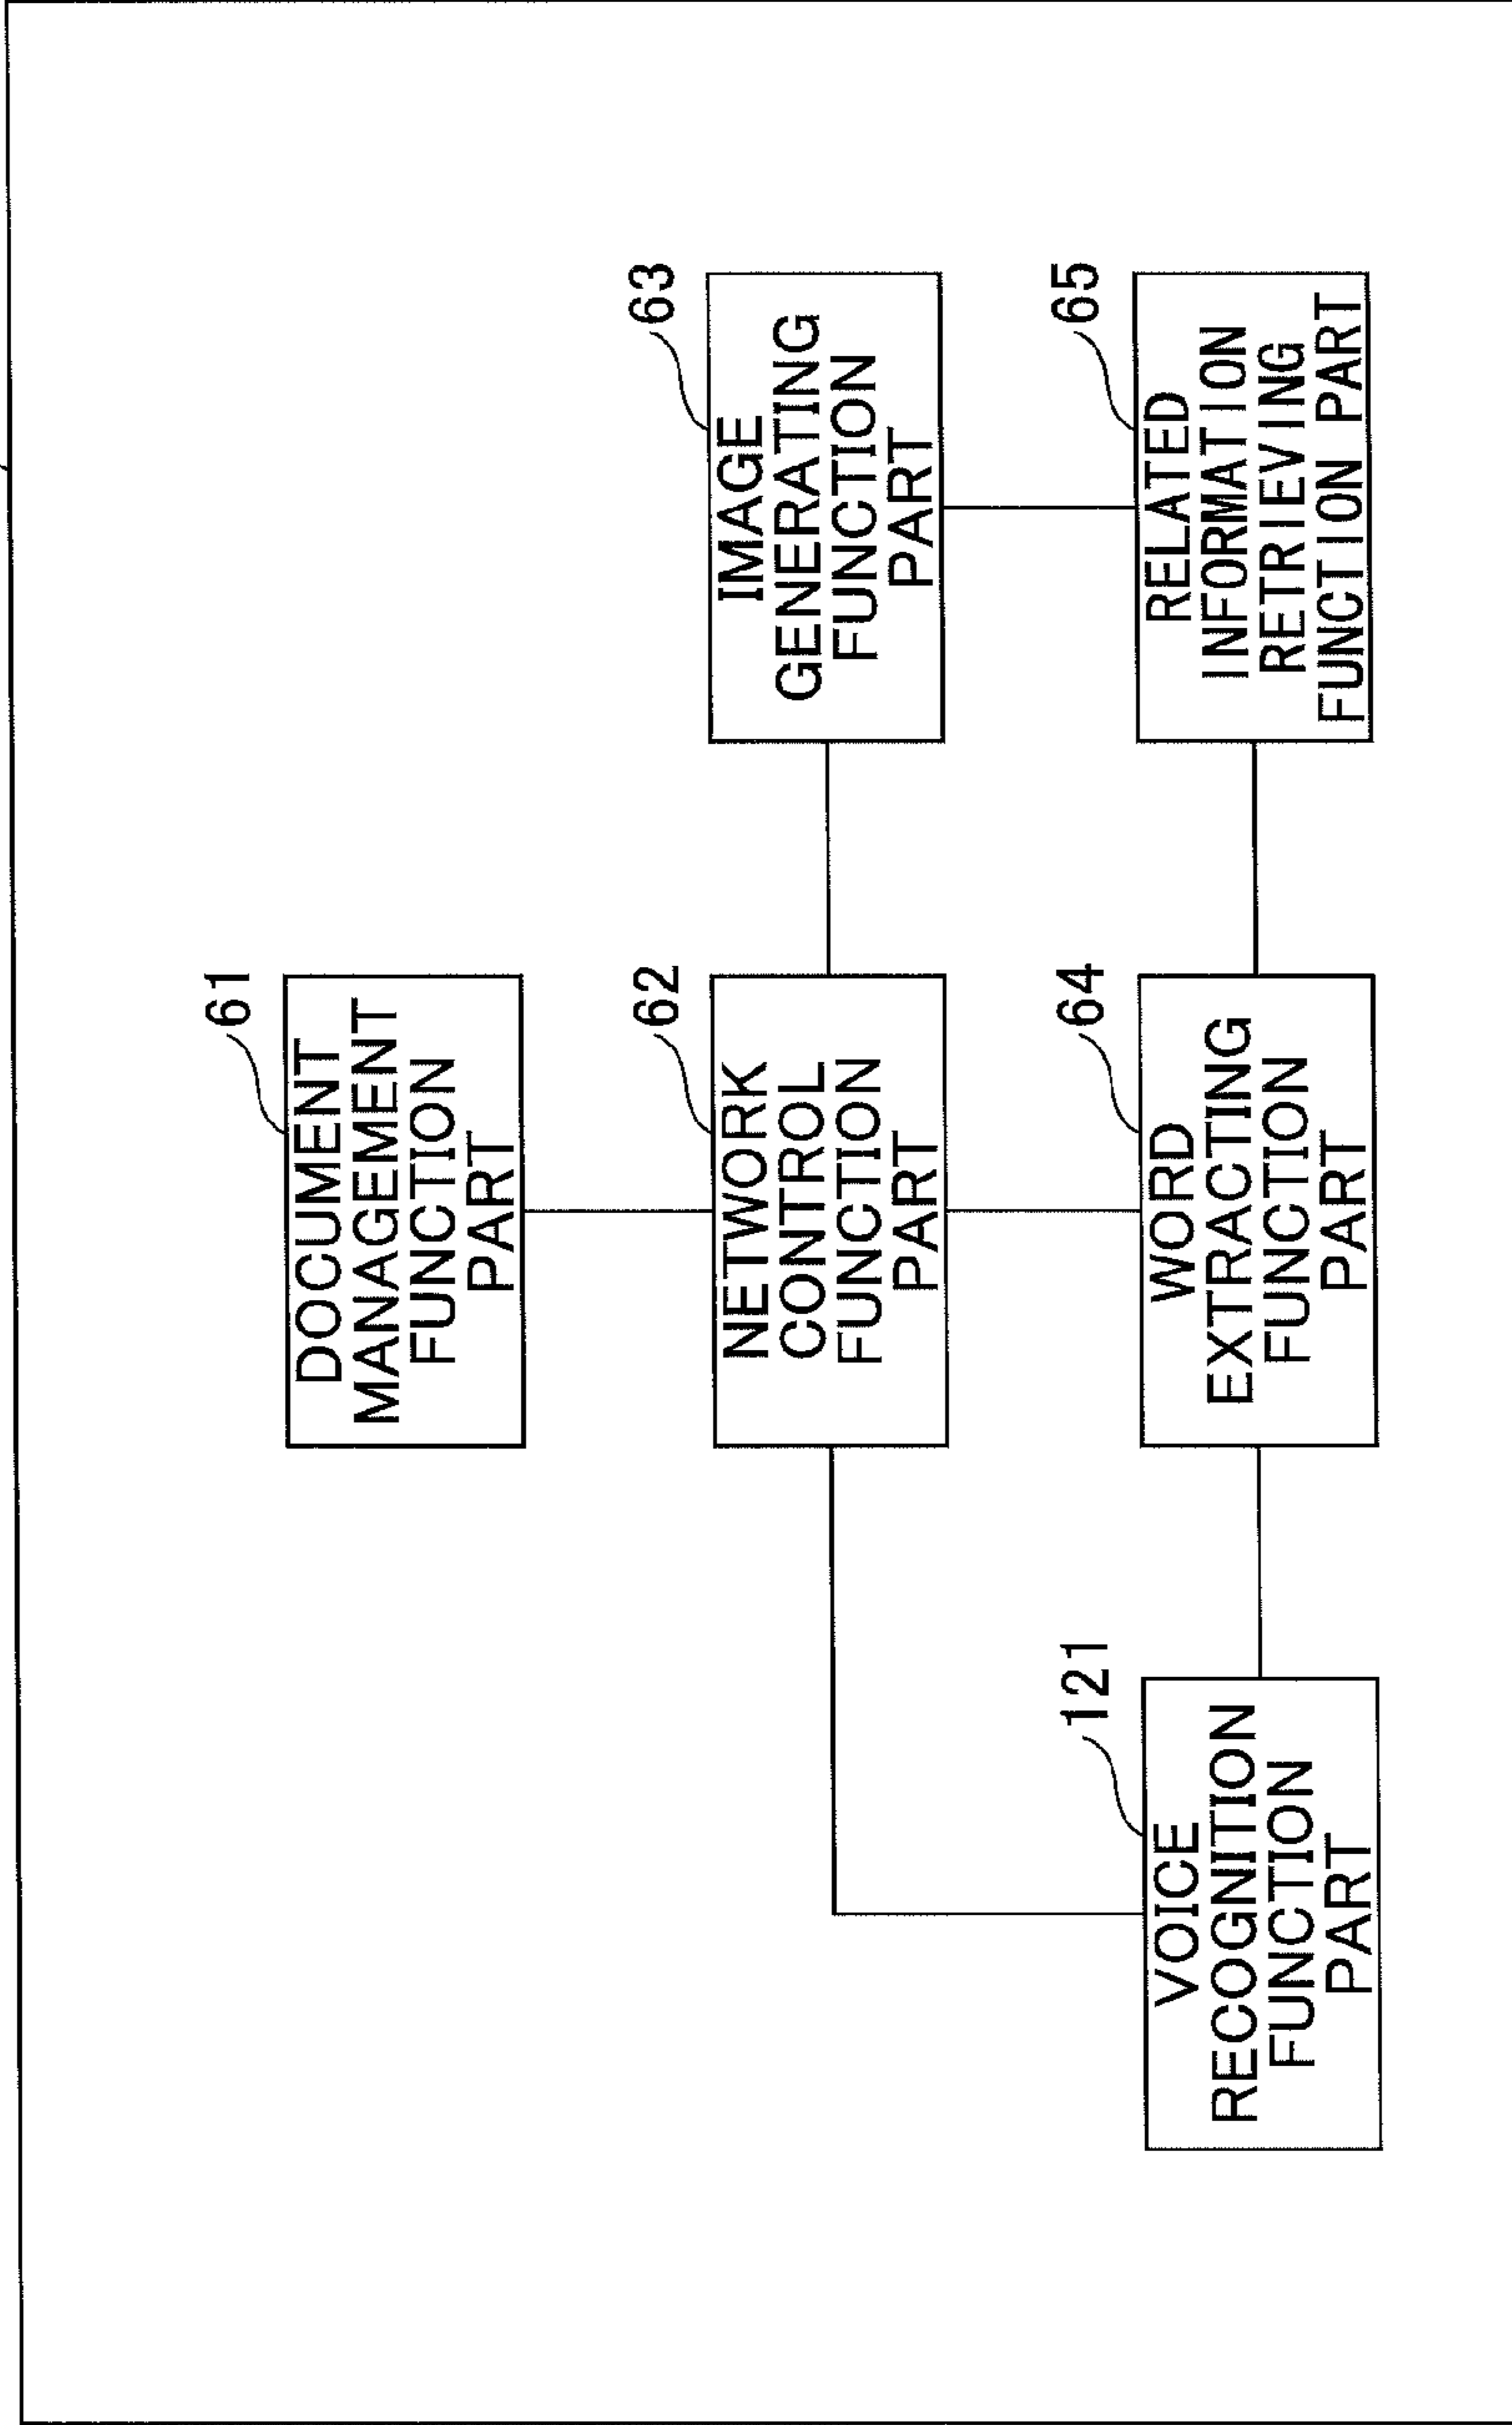 61
DOCUMENT
MANAGEMENT
FUNCTION
PART
62
NETWORK
CONTROL
FUNCTION
PART
63
IMAGE
GENERATING
FUNCTION
PART
121
VOICE
RECOGNITION
FUNCTION
PART
64
WORD
EXTRACTING
FUNCTION
PART
65
RELATED
INFORMATION
RETRIEVING
FUNCTION PART